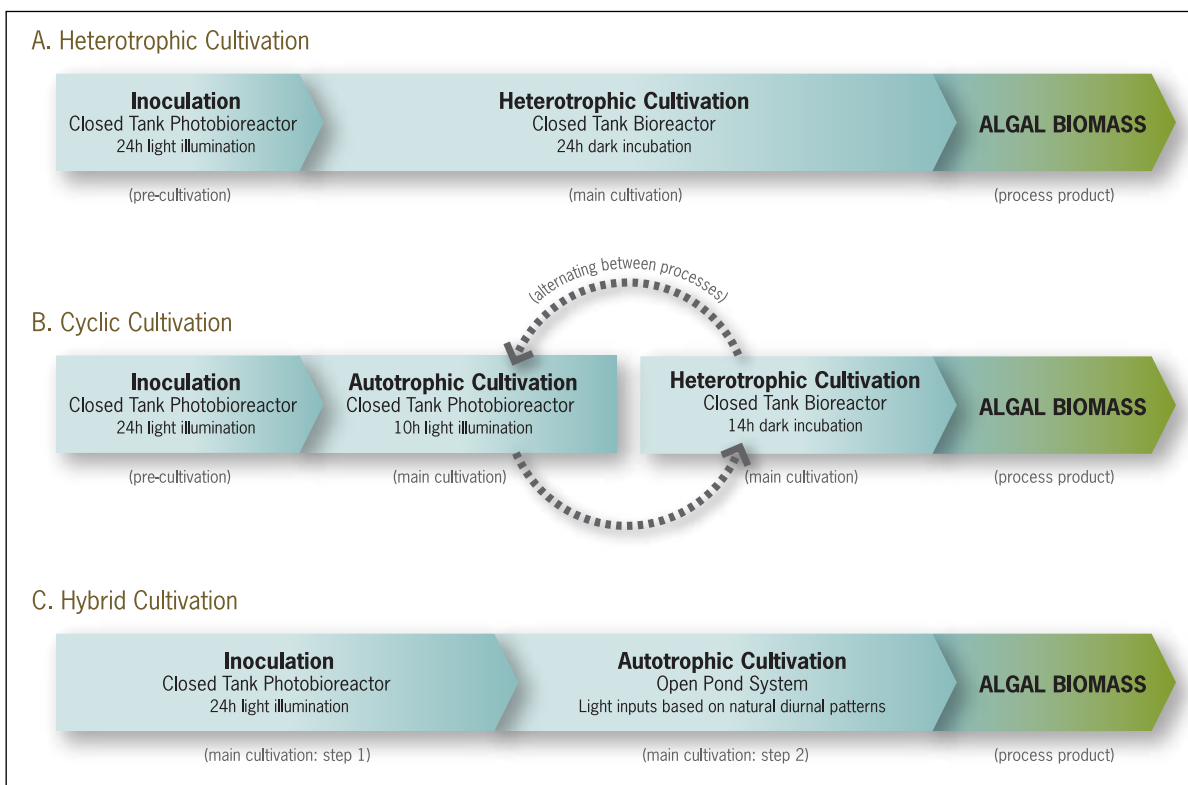 A. Heterotrophic Cultivation
Inoculation
Closed Tank Photobioreactor
24h light illumination
Heterotrophic Cultivation
Closed Tank Bioreactor
24h dark incubation
ALGAL BIOMASS
(pre-cultivation)
(main cultivation)
(process product)
(alternating between processes)
B. Cyclic Cultivation
Inoculation
Closed Tank Photobioreactor
24h light illumination
Autotrophic Cultivation
Closed Tank Photobioreactor
10h light illumination
Heterotrophic Cultivation
Closed Tank Bioreactor
14h dark incubation
ALGAL BIOMASS
(pre-cultivation)
(main cultivation)
(main cultivation)
(process product)
C. Hybrid Cultivation
Inoculation
Closed Tank Photobioreactor
24h light illumination
Autotrophic Cultivation
Open Pond System
Light inputs based on natural diurnal patterns
ALGAL BIOMASS
(main cultivation: step 1)
(main cultivation: step 2)
(process product)